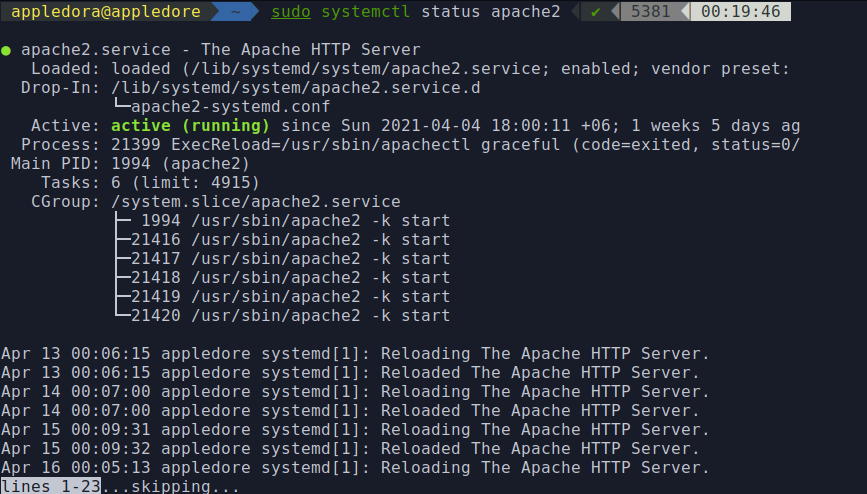 appledora@appledore ~ sudo systemctl status apache2 ✔ 5381 00:19:46
● apache2.service - The Apache HTTP Server
   Loaded: loaded (/lib/systemd/system/apache2.service; enabled; vendor preset:
  Drop-In: /lib/systemd/system/apache2.service.d
           └─apache2-systemd.conf
   Active: active (running) since Sun 2021-04-04 18:00:11 +06; 1 weeks 5 days ag
  Process: 21399 ExecReload=/usr/sbin/apachectl graceful (code=exited, status=0/
 Main PID: 1994 (apache2)
    Tasks: 6 (limit: 4915)
   CGroup: /system.slice/apache2.service
           ├─ 1994 /usr/sbin/apache2 -k start
           ├─21416 /usr/sbin/apache2 -k start
           ├─21417 /usr/sbin/apache2 -k start
           ├─21418 /usr/sbin/apache2 -k start
           ├─21419 /usr/sbin/apache2 -k start
           └─21420 /usr/sbin/apache2 -k start
Apr 13 00:06:15 appledore systemd[1]: Reloading The Apache HTTP Server.
Apr 13 00:06:15 appledore systemd[1]: Reloaded The Apache HTTP Server.
Apr 14 00:07:00 appledore systemd[1]: Reloading The Apache HTTP Server.
Apr 14 00:07:00 appledore systemd[1]: Reloaded The Apache HTTP Server.
Apr 15 00:09:31 appledore systemd[1]: Reloading The Apache HTTP Server.
Apr 15 00:09:32 appledore systemd[1]: Reloaded The Apache HTTP Server.
Apr 16 00:05:13 appledore systemd[1]: Reloading The Apache HTTP Server.
lines 1-23...skipping...